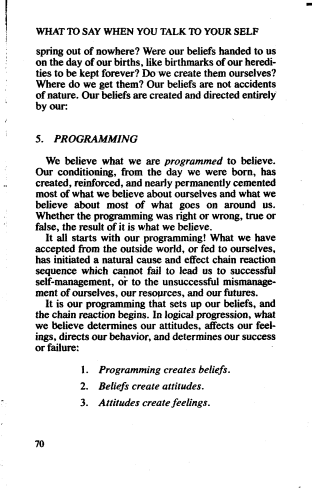 WHAT TO SAY WHEN YOU TALK TO YOUR SELF
spring out of nowhere? Were our beliefs handed to us
on the day of our births, like birthmarks of our heredi-
ties to be kept forever? Do we create them ourselves?
Where do we get them? Our beliefs are not accidents
of nature. Our beliefs are created and directed entirely
by our:
5. PROGRAMMING
We believe what we are programmed to believe.
Our conditioning, from the day we were born, has
created, reinforced, and nearly permanently cemented
most of what we believe about ourselves and what we
believe about most of what goes on around us.
Whether the programming was right or wrong, true or
false, the result of it is what we believe.
It all starts with our programming! What we have
accepted from the outside world, or fed to ourselves,
has initiated a natural cause and effect chain reaction
sequence which cannot fail to lead us to successful
self-management, or to the unsuccessful mismanage-
ment of ourselves, our resources, and our futures.
It is our programming that sets up our beliefs, and
the chain reaction begins. In logical progression, what
we believe determines our attitudes, affects our feel-
ings, directs our behavior, and determines our success
or failure:
1. Programming creates beliefs.
2. Beliefs create attitudes.
3. Attitudes create feelings.
70